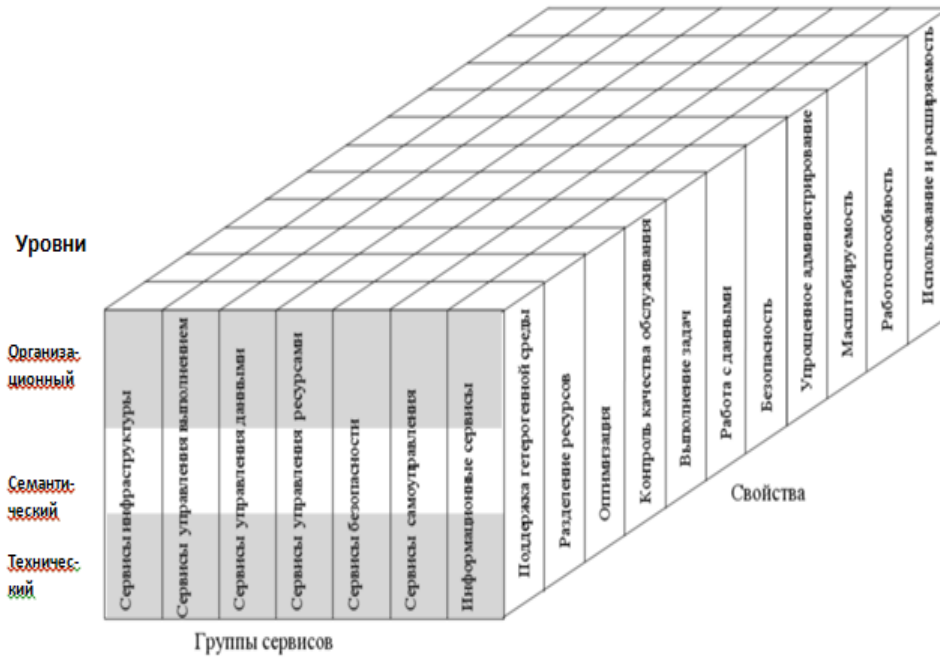 Уровни
Организа-
ционный
Семанти-
ческий
Техничес-
кий
Сервисы инфраструктуры
Сервисы управления выполнением
Сервисы управления данными
Сервисы управления ресурсами
Сервисы безопасности
Сервисы самоуправления
Информационные сервисы
Группы сервисов
Поддержка гетерогенной среды
Разделение ресурсов
Оптимизация
Контроль качества обслуживания
Выполнение задач
Работа с данными
Безопасность
Упрощенное администрирование
Масштабируемость
Работоспособность
Использование и расширяемость
Свойства